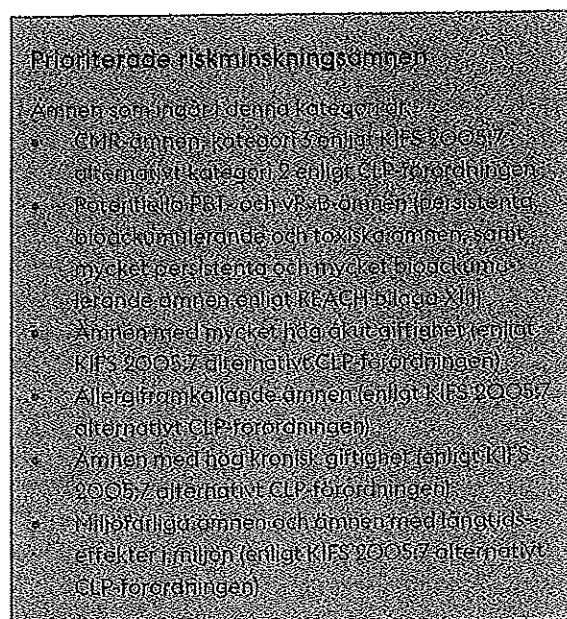 Prioriterade riskminskningsämnen
Ämnen som ingår i denna kategori är
• CMR-ämnen, kategori 3 enligt KIFS 2005:7
alternativt kategori 2 enligt CLP-förordningen
• Potentiella PBT- och vPvB-ämnen (persistenta,
bioackumulerande och toxiska ämnen, samt
mycket persistenta och mycket bioackumu-
lerande ämnen enligt REACH bilaga XIII)
• Ämnen med mycket hög akut giftighet (enligt
KIFS 2005:7 alternativt CLP-förordningen)
• Allergiframkallande ämnen (enligt KIFS 2005:7
alternativt CLP-förordningen)
• Ämnen med hög kronisk giftighet (enligt KIFS
2005:7 alternativt CLP-förordningen)
• Miljöfarliga ämnen och ämnen med långtids-
effekter i miljön (enligt KIFS 2005:7 alternativt
CLP-förordningen)